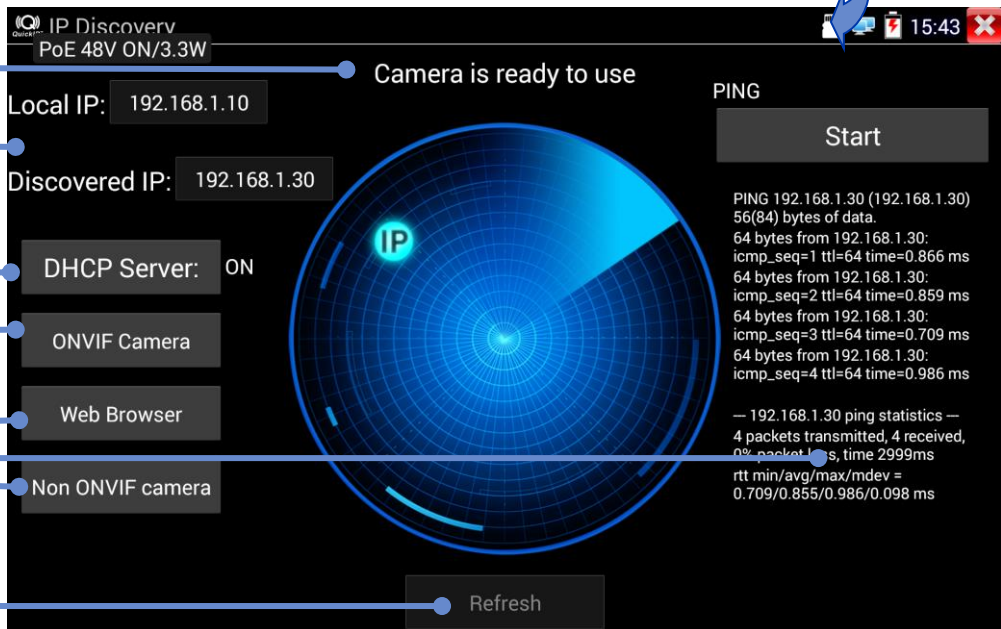 IP Discovery
15:43
PoE 48V ON/3.3W
Camera is ready to use
Local IP: 192.168.1.10
Discovered IP: 192.168.1.30
IP
DHCP Server: ON
ONVIF Camera
Web Browser
Non ONVIF camera
Refresh
PING
Start
PING 192.168.1.30 (192.168.1.30)
56(84) bytes of data.
64 bytes from 192.168.1.30:
icmp_seq=1 ttl=64 time=0.866 ms
64 bytes from 192.168.1.30:
icmp_seq=2 ttl=64 time=0.859 ms
64 bytes from 192.168.1.30:
icmp_seq=3 ttl=64 time=0.709 ms
64 bytes from 192.168.1.30:
icmp_seq=4 ttl=64 time=0.986 ms
— 192.168.1.30 ping statistics —
4 packets transmitted, 4 received,
0% packet loss, time 2999ms
rtt min/avg/max/mdev =
0.709/0.855/0.986/0.098 ms